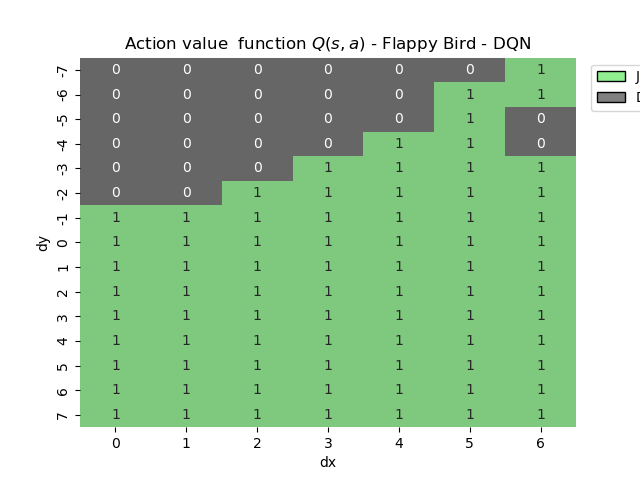 Action value function Q(s, a) - Flappy Bird - DQN
-7 0 0 0 0 0 0 1
-6 0 0 0 0 0 1 1
-5 0 0 0 0 0 1 0
-4 0 0 0 0 1 1 0
-3 0 0 0 1 1 1 1
-2 0 0 1 1 1 1 1
-1 1 1 1 1 1 1 1
0 1 1 1 1 1 1 1
1 1 1 1 1 1 1 1
2 1 1 1 1 1 1 1
3 1 1 1 1 1 1 1
4 1 1 1 1 1 1 1
5 1 1 1 1 1 1 1
6 1 1 1 1 1 1 1
7 1 1 1 1 1 1 1
dy
0 1 2 3 4 5 6
dx